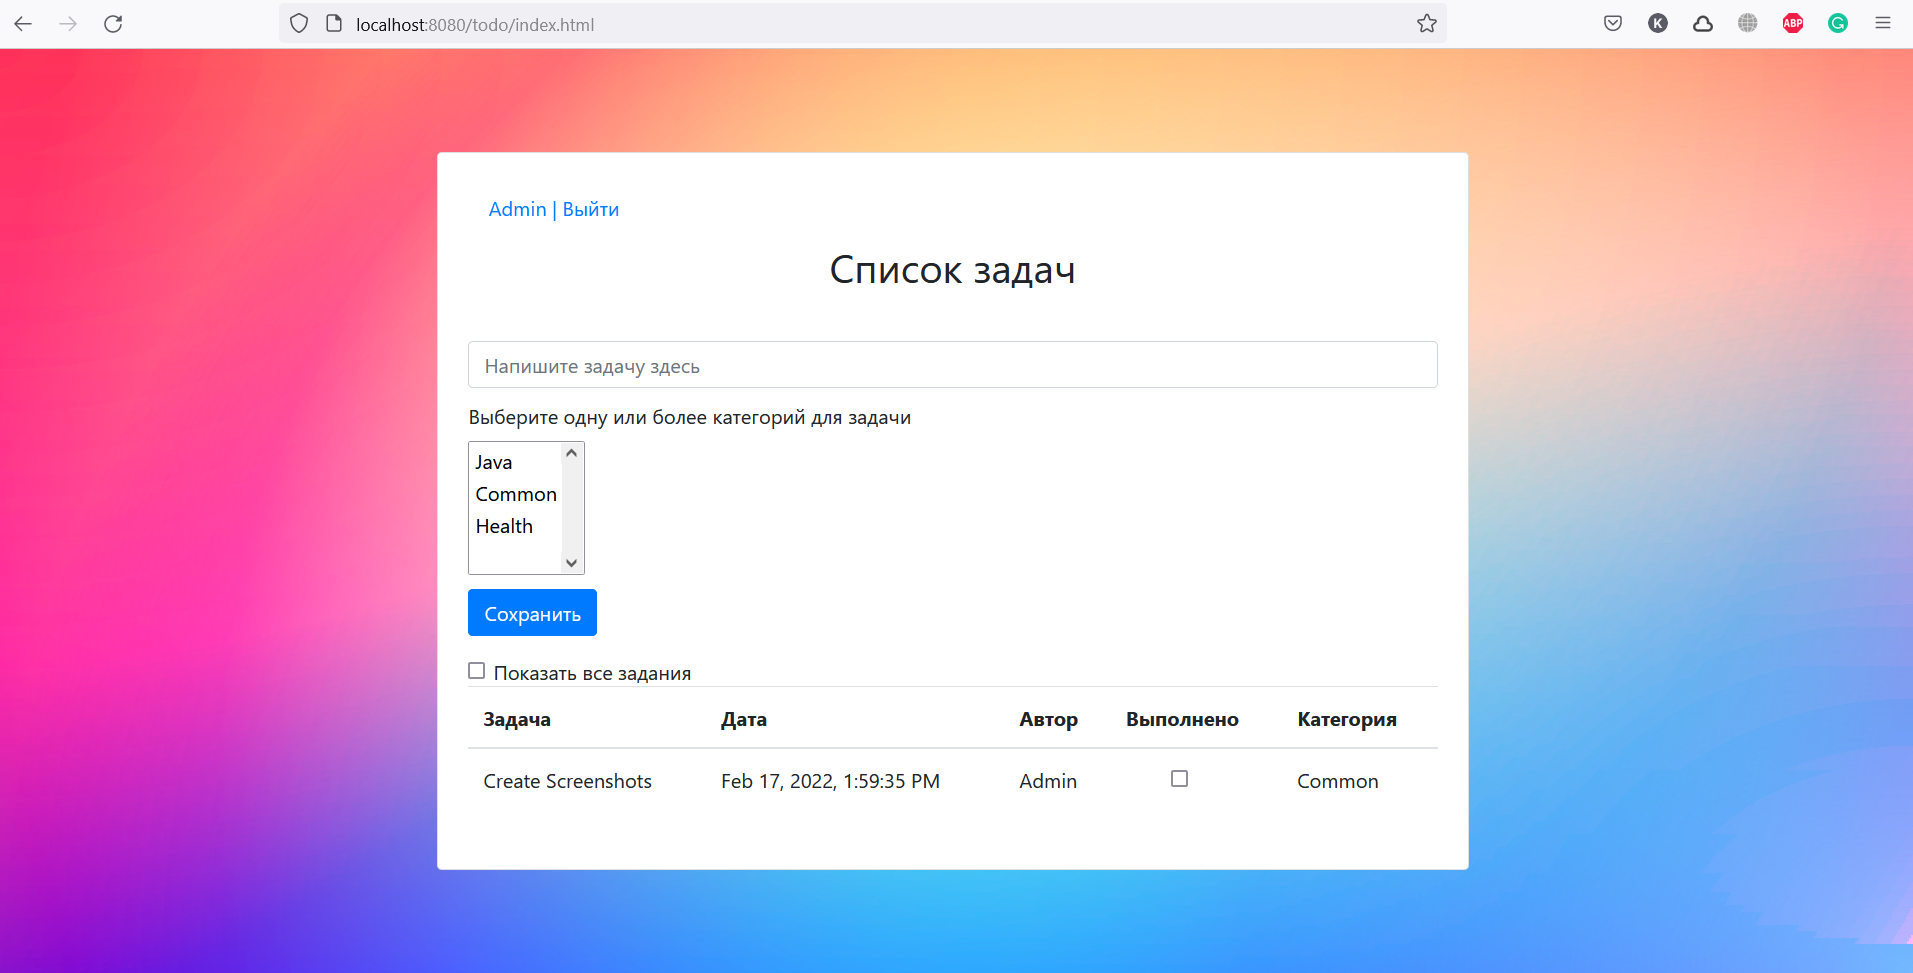 localhost:8080/todo/index.html
K
ABP
G
Admin | Выйти
Список задач
Напишите задачу здесь
Выберите одну или более категорий для задачи
Java
Common
Health
Сохранить
Показать все задания
Задача Дата Автор Выполнено Категория
Create Screenshots Feb 17, 2022, 1:59:35 PM Admin Common